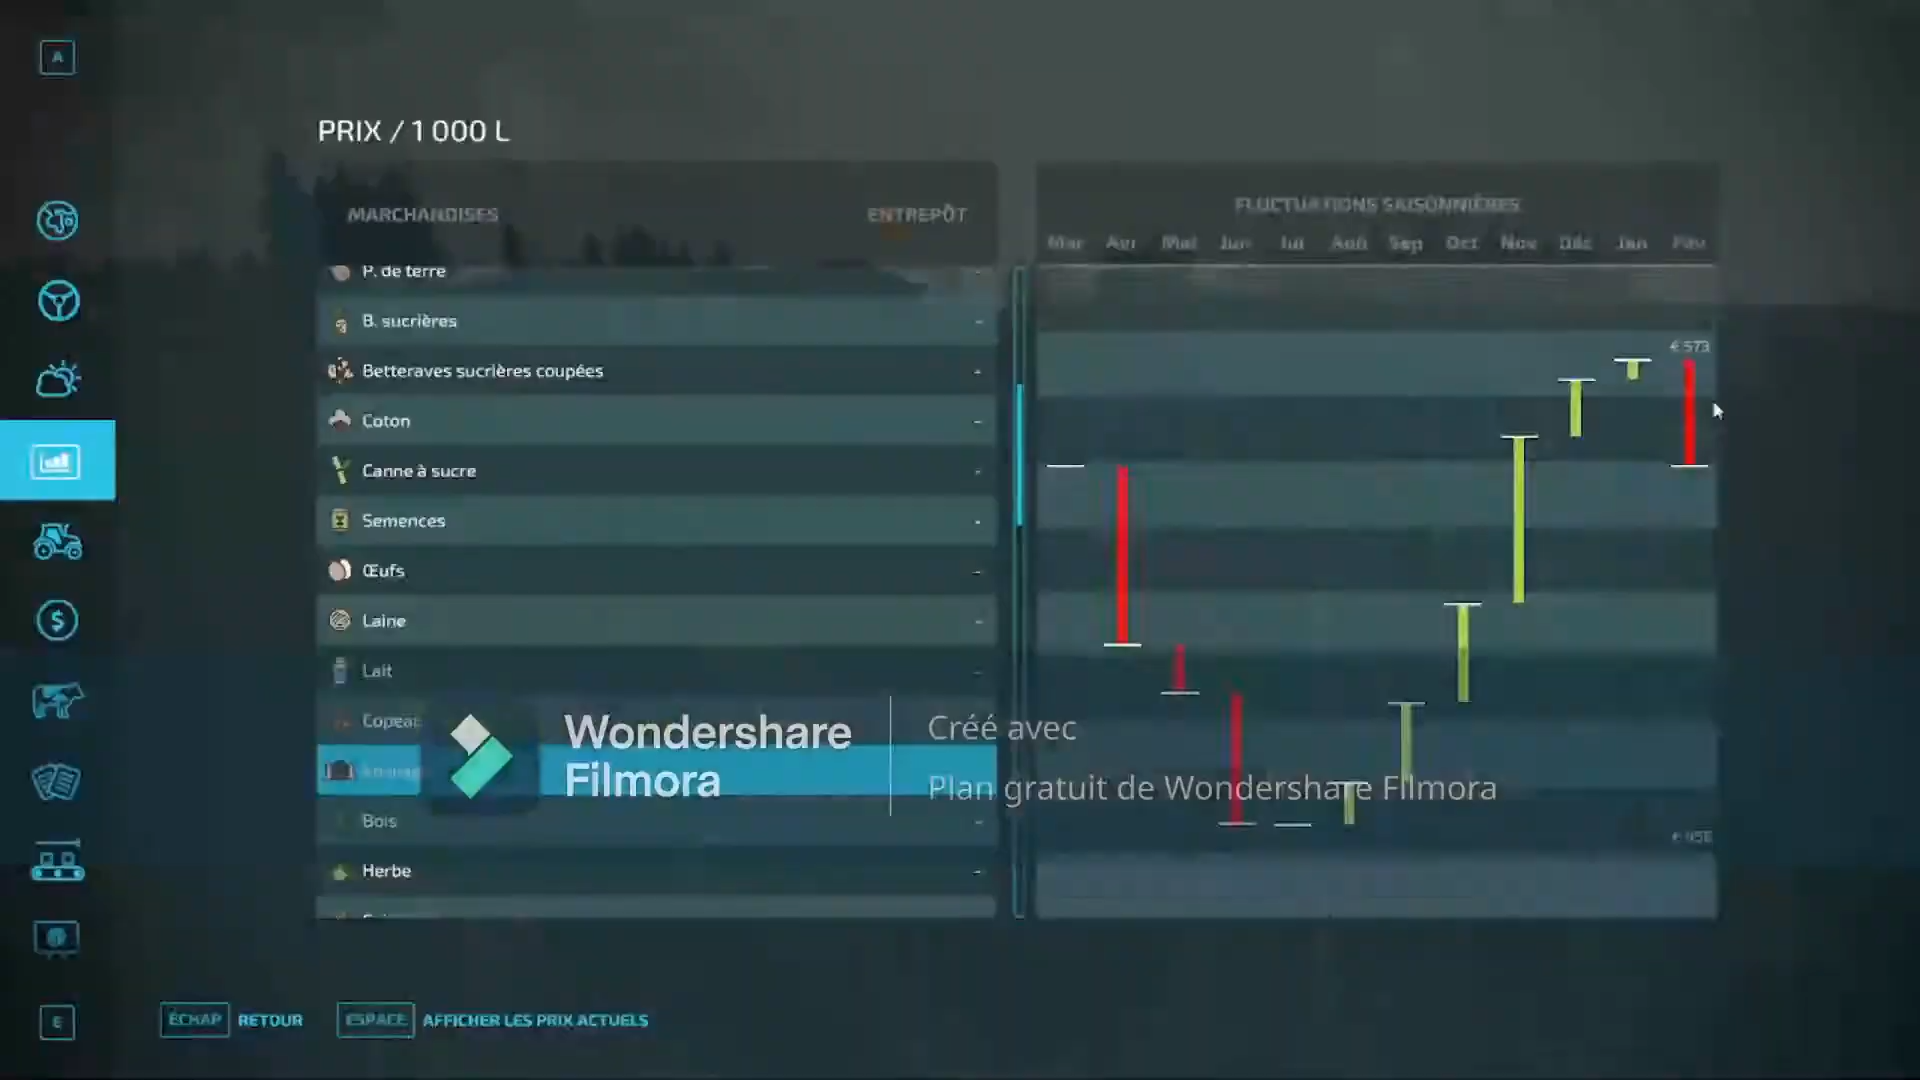 A
PRIX / 1 000 L
MARCHANDISES
ENTREPÔT
FLUCTUATIONS SAISONNIÈRES
Mar Avr Mai Jun Jul Aoû Sep Oct Nov Déc Jan Fév
P. de terre -
B. sucrières -
Betteraves sucrières coupées -
Coton -
Canne à sucre -
Semences -
Œufs -
Laine -
Lait -
Bois -
Herbe -
€ 573
Wondershare
Filmora
Créé avec
Plan gratuit de Wondershare Filmora
E
ÉCHAP RETOUR
ESPACE AFFICHER LES PRIX ACTUELS